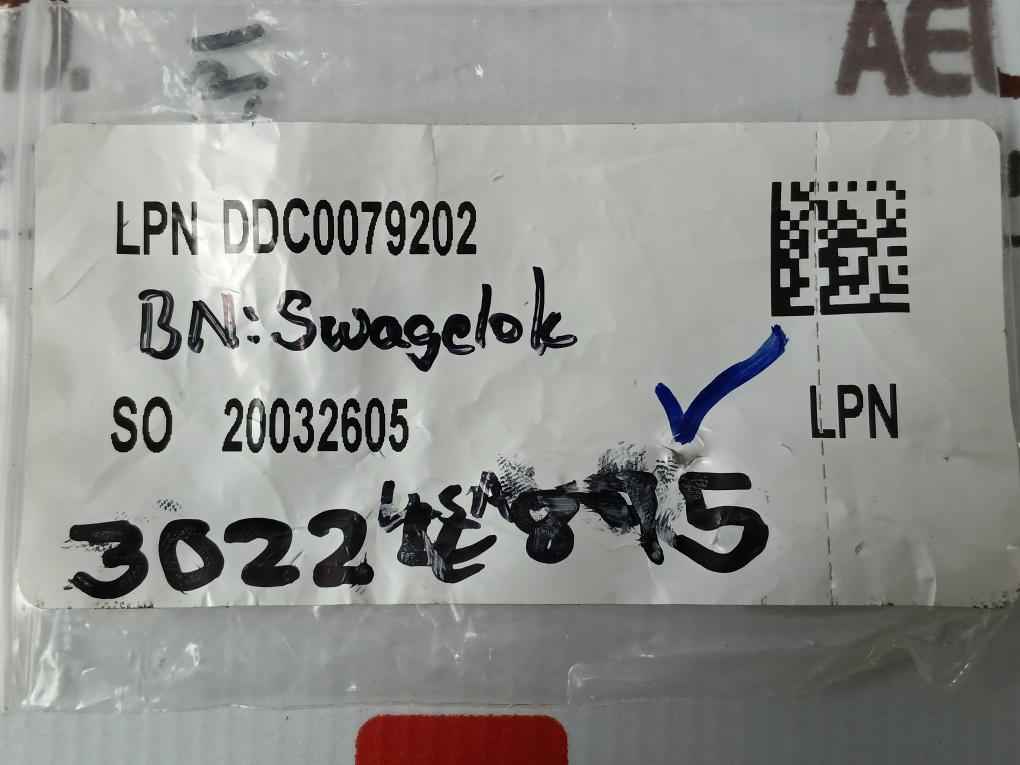 LPN DDC0079202
BN: Swagelok
SO 20032605
LPN